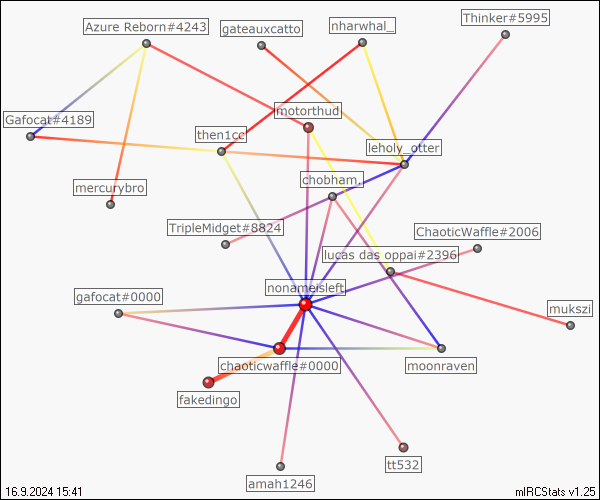 Thinker#5995
Azure Reborn#4243
gateauxcatto
nharwhal_
motorthud
Gafocat#4189
then1cc
leholy_otter
chobham.
mercurybro
TripleMidget#8824
ChaoticWaffle#2006
lucas das oppai#2396
nonameisleft
gafocat#0000
mukszi
chaoticwaffle#0000
moonraven
fakedingo
tt532
amah1246
16.9.2024 15:41
mIRCStats v1.25